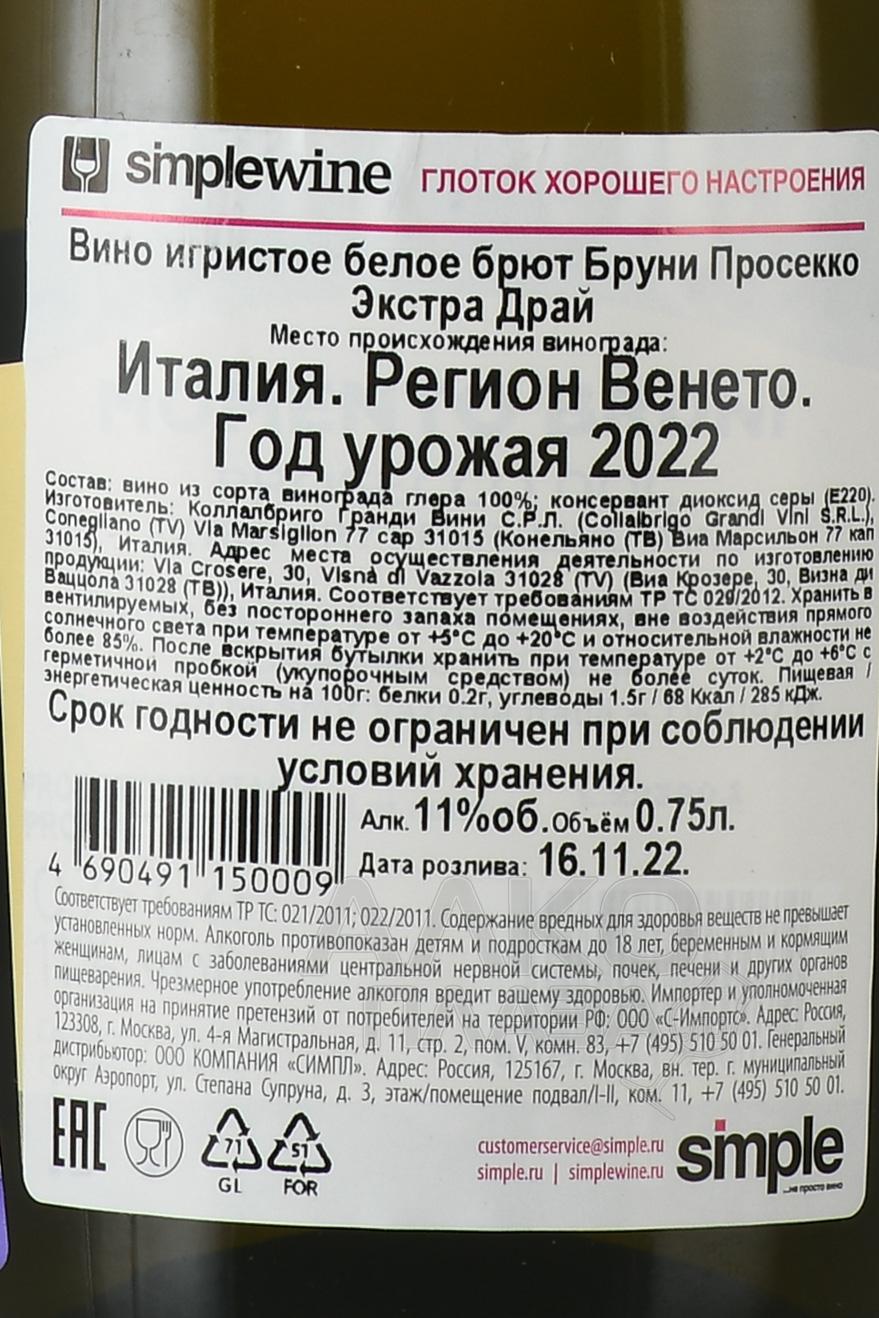 simplewine ГЛОТОК ХОРОШЕГО НАСТРОЕНИЯ
Вино игристое белое брют Бруни Просекко
Экстра Драй
Место происхождения винограда:
Италия. Регион Венето.
Год урожая 2022
Состав: вино из сорта винограда глера 100%; консервант диоксид серы (Е220).
Изготовитель: Коллалбриго Гранди Вини С.Р.Л. (Collalbrigo Grandi Vini S.R.L.),
Conegliano (TV) Via Marsiglion 77 cap 31015 (Конельяно (ТВ) Виа Марсильон 77 кап
31015), Италия. Адрес места осуществления деятельности по изготовлению
продукции: Via Crosere, 30, Visnà di Vazzola 31028 (TV) (Виа Крозере, 30, Визна ди
Ваццола 31028 (ТВ)), Италия. Соответствует требованиям ТР ТС 029/2012. Хранить в
вентилируемых, без постороннего запаха помещениях, вне воздействия прямого
солнечного света при температуре от +5°С до +20°С и относительной влажности не
более 85%. После вскрытия бутылки хранить при температуре от +2°С до +6°С с
герметичной пробкой (укупорочным средством) не более суток. Пищевая /
энергетическая ценность на 100г: белки 0.2г, углеводы 1.5г / 68 Ккал / 285 кДж.
Срок годности не ограничен при соблюдении
условий хранения.
Алк. 11%об. Объём 0.75л.
Дата розлива: 16.11.22.
4 690491 150009
Соответствует требованиям ТР ТС: 021/2011; 022/2011. Содержание вредных для здоровья веществ не превышает
установленных норм. Алкоголь противопоказан детям и подросткам до 18 лет, беременным и кормящим
женщинам, лицам с заболеваниями центральной нервной системы, почек, печени и других органов
пищеварения. Чрезмерное употребление алкоголя вредит вашему здоровью. Импортер и уполномоченная
организация на принятие претензий от потребителей на территории РФ: ООО «С-Импортс». Адрес: Россия,
123308, г. Москва, ул. 4-я Магистральная, д. 11, стр. 2, пом. V, комн. 83, +7 (495) 510 50 01. Генеральный
дистрибьютор: ООО КОМПАНИЯ «СИМПЛ». Адрес: Россия, 125167, г. Москва, вн. тер. г. муниципальный
округ Аэропорт, ул. Степана Супруна, д. 3, этаж/помещение подвал/I-II, ком. 11, +7 (495) 510 50 01.
EAC 71 GL 51 FOR
customerservice@simple.ru
simple.ru | simplewine.ru
simple
...не просто вино